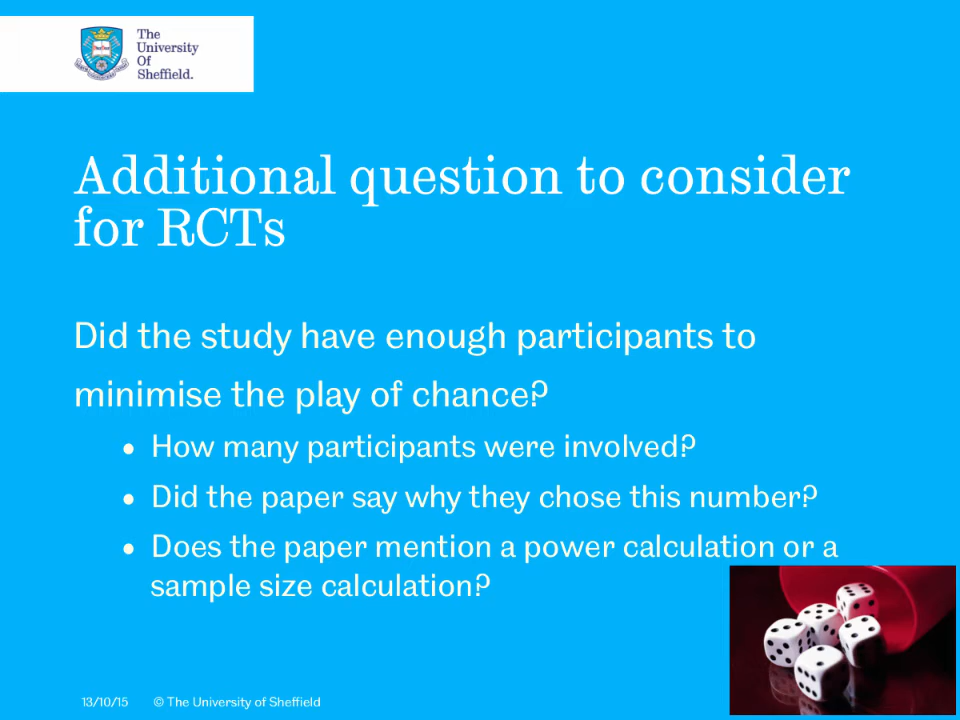 The
University
Of
Sheffield.
Additional question to consider
for RCTs
Did the study have enough participants to
minimise the play of chance?
• How many participants were involved?
• Did the paper say why they chose this number?
• Does the paper mention a power calculation or a
sample size calculation?
13/10/15 © The University of Sheffield